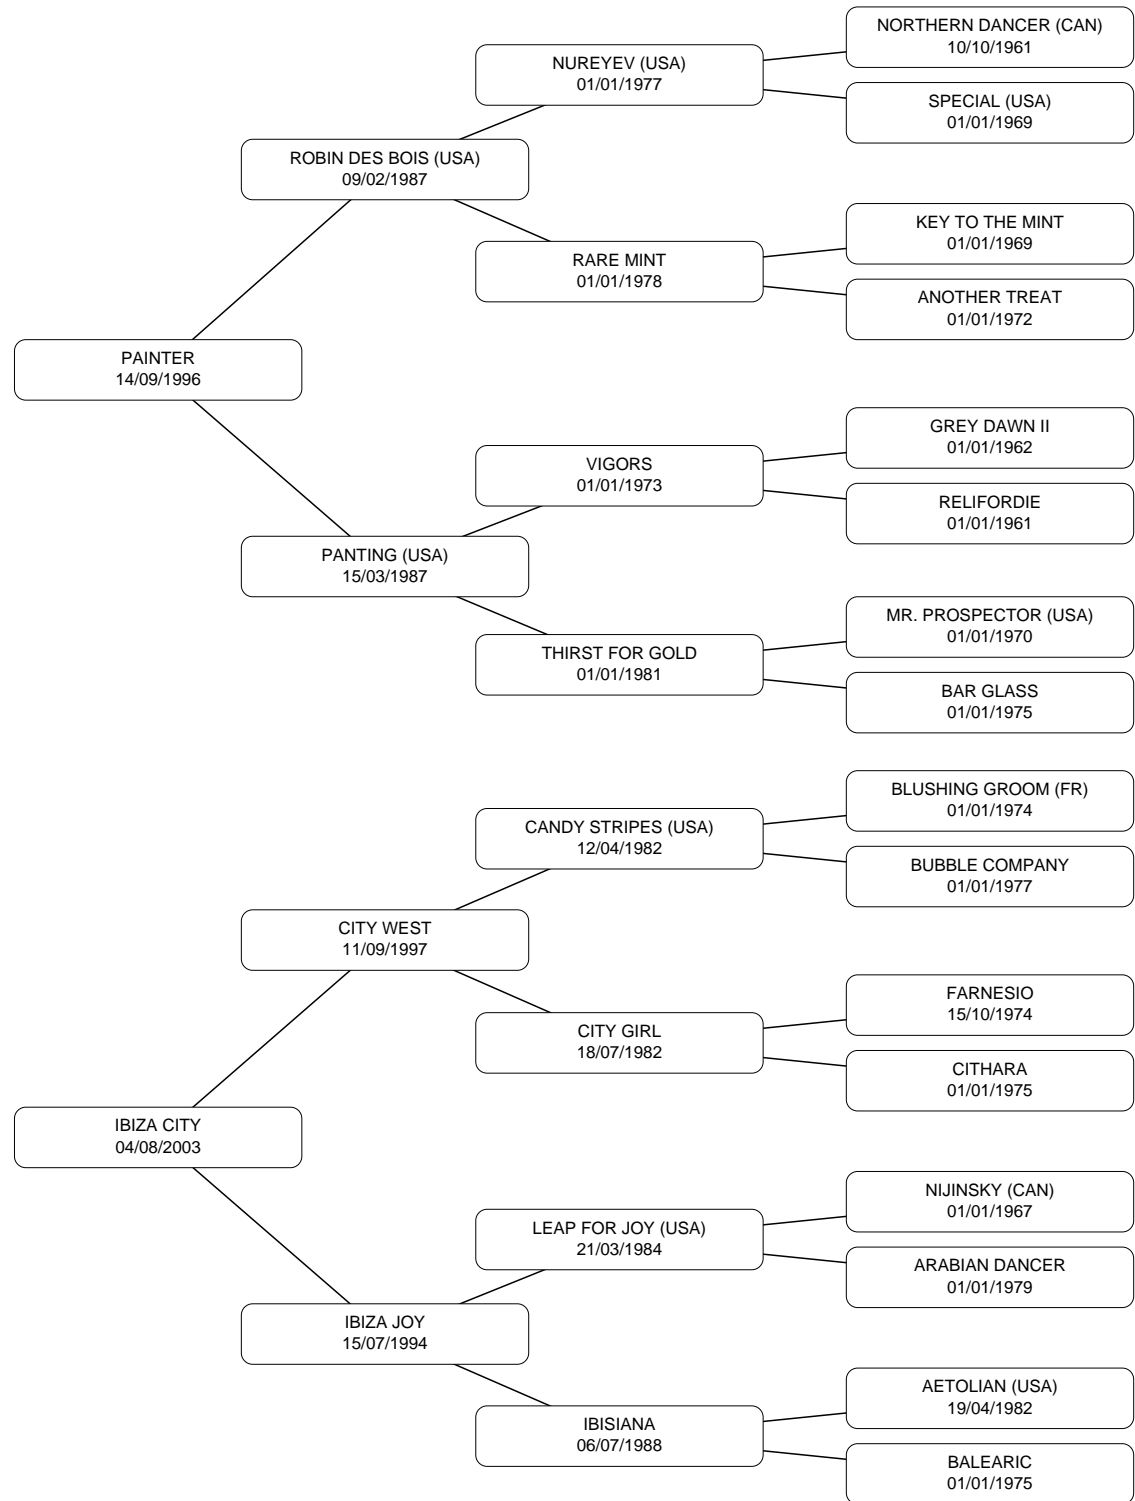 NORTHERN DANCER (CAN)
10/10/1961
NUREYEV (USA)
01/01/1977
SPECIAL (USA)
01/01/1969
ROBIN DES BOIS (USA)
09/02/1987
KEY TO THE MINT
01/01/1969
RARE MINT
01/01/1978
ANOTHER TREAT
01/01/1972
PAINTER
14/09/1996
GREY DAWN II
01/01/1962
VIGORS
01/01/1973
RELIFORDIE
01/01/1961
PANTING (USA)
15/03/1987
MR. PROSPECTOR (USA)
01/01/1970
THIRST FOR GOLD
01/01/1981
BAR GLASS
01/01/1975
BLUSHING GROOM (FR)
01/01/1974
CANDY STRIPES (USA)
12/04/1982
BUBBLE COMPANY
01/01/1977
CITY WEST
11/09/1997
FARNESIO
15/10/1974
CITY GIRL
18/07/1982
CITHARA
01/01/1975
IBIZA CITY
04/08/2003
NIJINSKY (CAN)
01/01/1967
LEAP FOR JOY (USA)
21/03/1984
ARABIAN DANCER
01/01/1979
IBIZA JOY
15/07/1994
AETOLIAN (USA)
19/04/1982
IBISIANA
06/07/1988
BALEARIC
01/01/1975